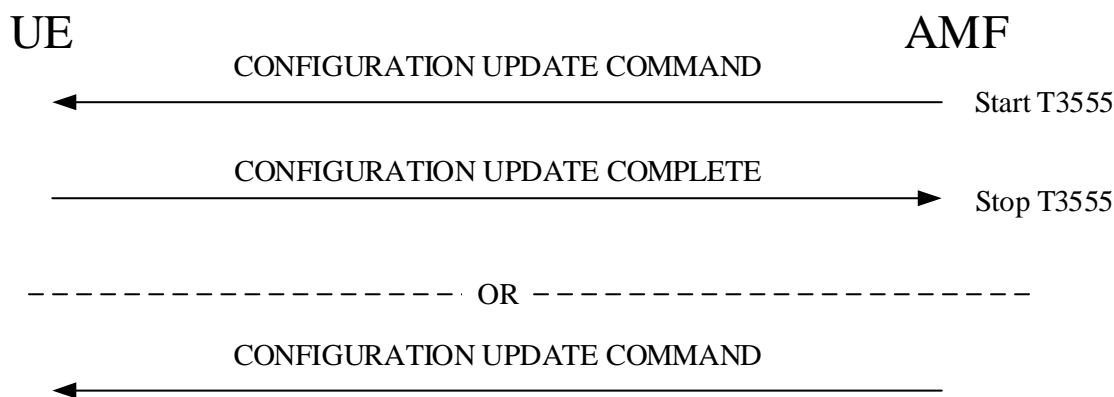 UE AMF
CONFIGURATION UPDATE COMMAND
Start T3555
CONFIGURATION UPDATE COMPLETE
Stop T3555
OR
CONFIGURATION UPDATE COMMAND